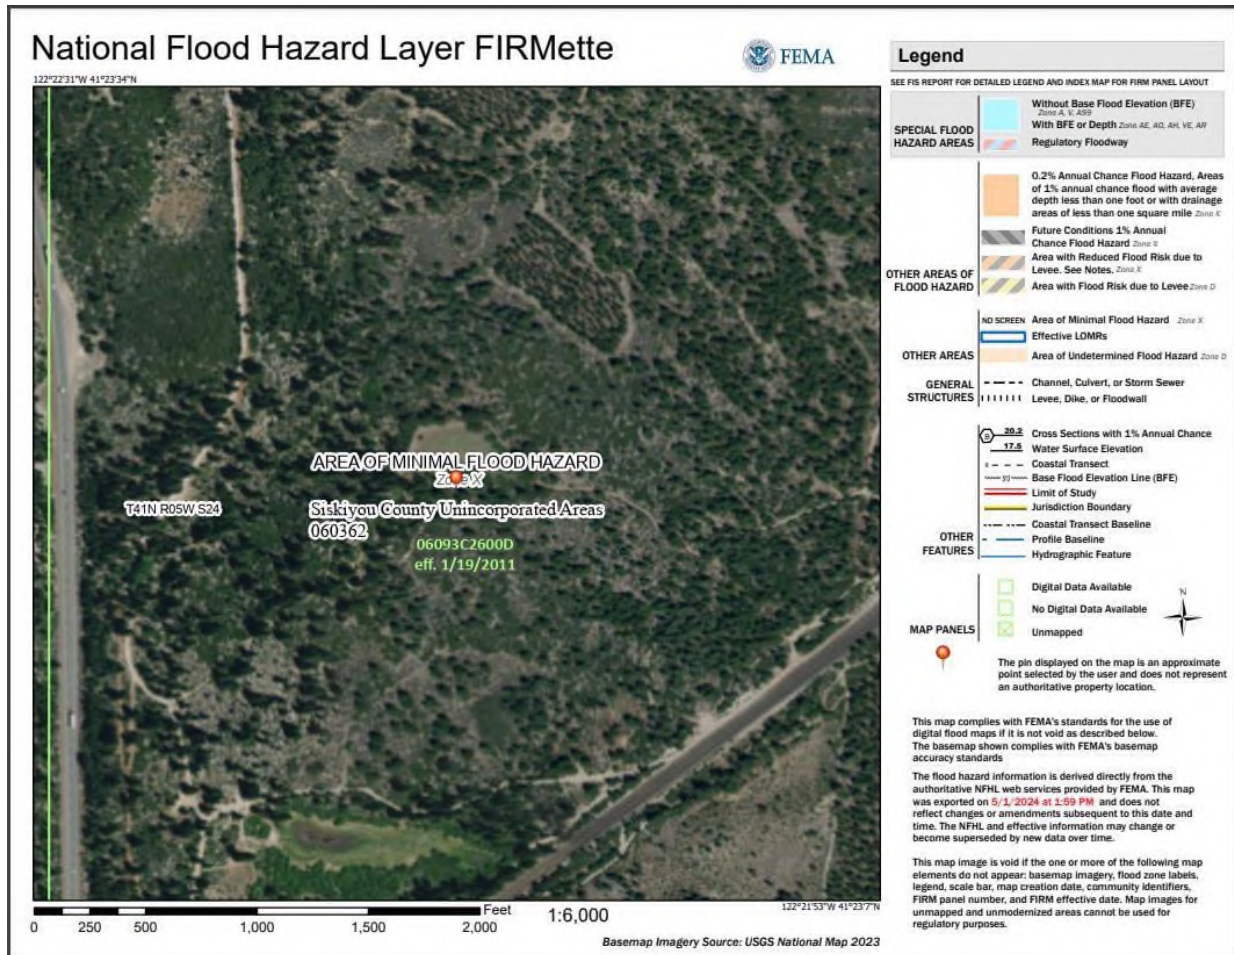 National Flood Hazard Layer FIRMette
FEMA
122°22'31"W 41°23'34"N
AREA OF MINIMAL FLOOD HAZARD
Zone X
T41N R05W S24
Siskiyou County Unincorporated Areas
060362
06093C2600D
eff. 1/19/2011
0 250 500 1,000 1,500 2,000
Feet
1:6,000
122°21'53"W 41°23'7"N
Basemap Imagery Source: USGS National Map 2023
Legend
SEE FIS REPORT FOR DETAILED LEGEND AND INDEX MAP FOR FIRM PANEL LAYOUT
SPECIAL FLOOD
HAZARD AREAS
Without Base Flood Elevation (BFE)
Zone A, V, A99
With BFE or Depth Zone AE, AO, AH, VE, AR
Regulatory Floodway
OTHER AREAS OF
FLOOD HAZARD
0.2% Annual Chance Flood Hazard, Areas
of 1% annual chance flood with average
depth less than one foot or with drainage
areas of less than one square mile Zone X
Future Conditions 1% Annual
Chance Flood Hazard Zone X
Area with Reduced Flood Risk due to
Levee. See Notes. Zone X
Area with Flood Risk due to Levee Zone D
OTHER AREAS
NO SCREEN Area of Minimal Flood Hazard Zone X
Effective LOMRs
Area of Undetermined Flood Hazard Zone D
GENERAL
STRUCTURES
Channel, Culvert, or Storm Sewer
Levee, Dike, or Floodwall
OTHER
FEATURES
B 20.2 Cross Sections with 1% Annual Chance
17.5 Water Surface Elevation
8 Coastal Transect
Base Flood Elevation Line (BFE)
Limit of Study
Jurisdiction Boundary
Coastal Transect Baseline
Profile Baseline
Hydrographic Feature
MAP PANELS
Digital Data Available
No Digital Data Available
Unmapped
N
The pin displayed on the map is an approximate
point selected by the user and does not represent
an authoritative property location.
This map complies with FEMA's standards for the use of
digital flood maps if it is not void as described below.
The basemap shown complies with FEMA's basemap
accuracy standards
The flood hazard information is derived directly from the
authoritative NFHL web services provided by FEMA. This map
was exported on 5/1/2024 at 1:59 PM and does not
reflect changes or amendments subsequent to this date and
time. The NFHL and effective information may change or
become superseded by new data over time.
This map image is void if the one or more of the following map
elements do not appear: basemap imagery, flood zone labels,
legend, scale bar, map creation date, community identifiers,
FIRM panel number, and FIRM effective date. Map images for
unmapped and unmodernized areas cannot be used for
regulatory purposes.